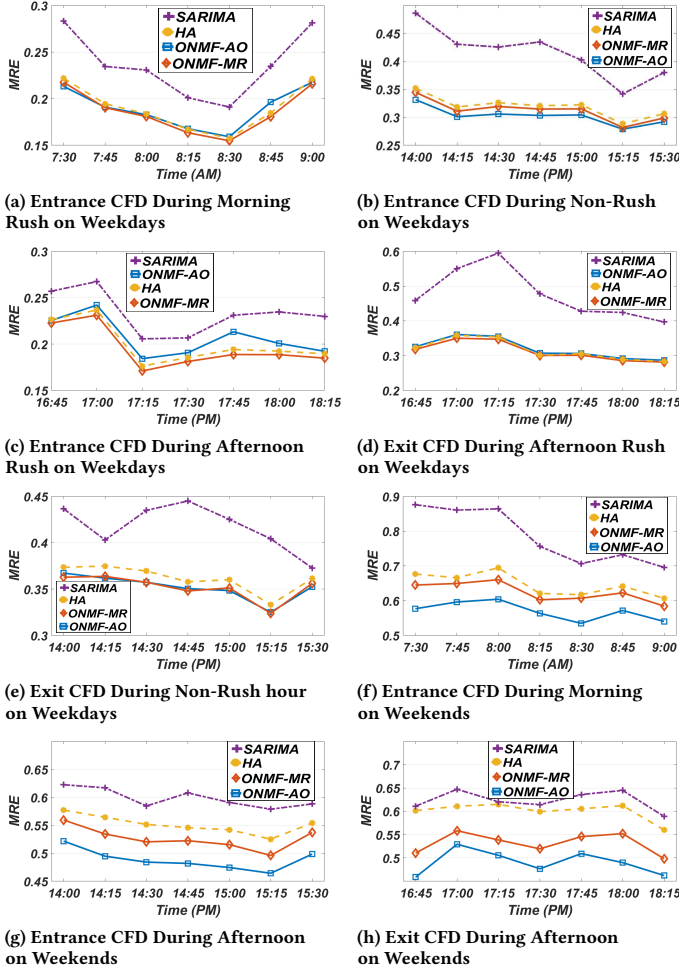 0.3
0.25
0.2
0.15
MRE
SARIMA
HA
ONMF-AO
ONMF-MR
7:30 7:45 8:00 8:15 8:30 8:45 9:00
Time (AM)
(a) Entrance CFD During Morning
Rush on Weekdays
0.45
0.4
0.35
0.3
0.25
MRE
SARIMA
HA
ONMF-MR
ONMF-AO
14:00 14:15 14:30 14:45 15:00 15:15 15:30
Time (PM)
(b) Entrance CFD During Non-Rush
on Weekdays
0.3
0.25
0.2
0.15
MRE
SARIMA
ONMF-AO
HA
ONMF-MR
16:45 17:00 17:15 17:30 17:45 18:00 18:15
Time (PM)
(c) Entrance CFD During Afternoon
Rush on Weekdays
0.6
0.5
0.4
0.3
0.2
MRE
SARIMA
ONMF-AO
HA
ONMF-MR
16:45 17:00 17:15 17:30 17:45 18:00 18:15
Time (PM)
(d) Exit CFD During Afternoon Rush
on Weekdays
0.45
0.4
0.35
0.3
MRE
SARIMA
HA
ONMF-MR
ONMF-AO
14:00 14:15 14:30 14:45 15:00 15:15 15:30
Time (PM)
(e) Exit CFD During Non-Rush hour
on Weekdays
0.9
0.8
0.7
0.6
0.5
MRE
SARIMA
HA
ONMF-MR
ONMF-AO
7:30 7:45 8:00 8:15 8:30 8:45 9:00
Time (AM)
(f) Entrance CFD During Morning
on Weekends
0.65
0.6
0.55
0.5
0.45
MRE
SARIMA
HA
ONMF-MR
ONMF-AO
14:00 14:15 14:30 14:45 15:00 15:15 15:30
Time (PM)
(g) Entrance CFD During Afternoon
on Weekends
0.7
0.65
0.6
0.55
0.5
MRE
SARIMA
HA
ONMF-MR
ONMF-AO
16:45 17:00 17:15 17:30 17:45 18:00 18:15
Time (PM)
(h) Exit CFD During Afternoon
on Weekends